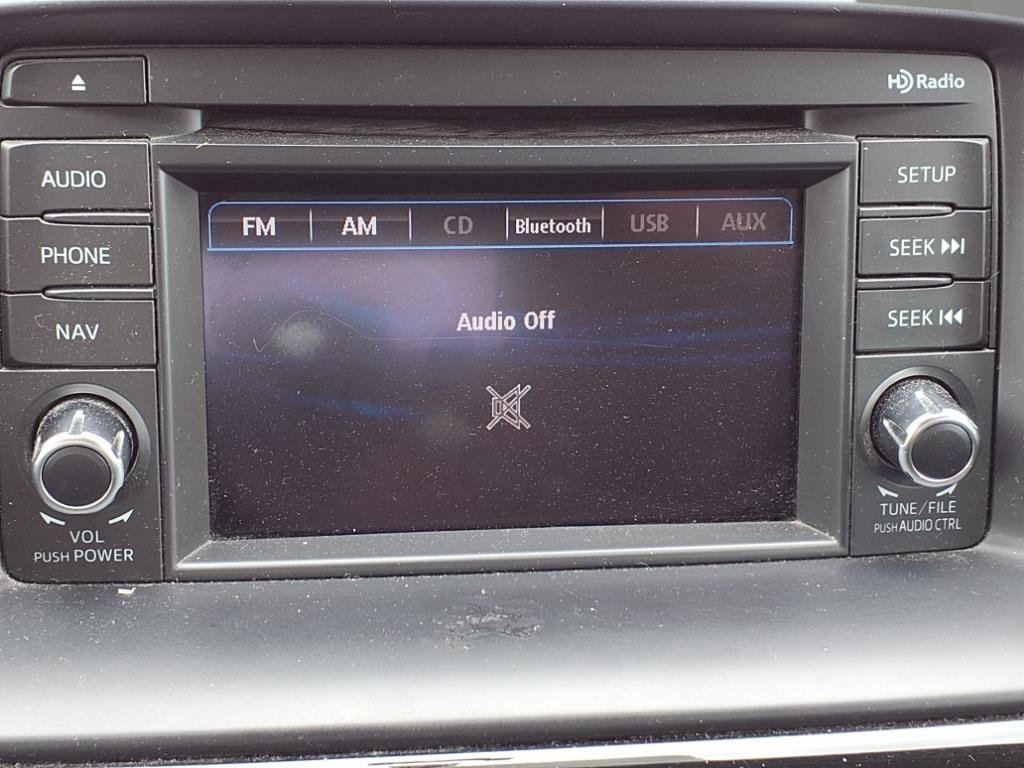 HD Radio
AUDIO
PHONE
NAV
VOL
PUSH POWER
FM AM CD Bluetooth USB AUX
Audio Off
SETUP
SEEK
SEEK
TUNE/FILE
PUSH AUDIO CTRL